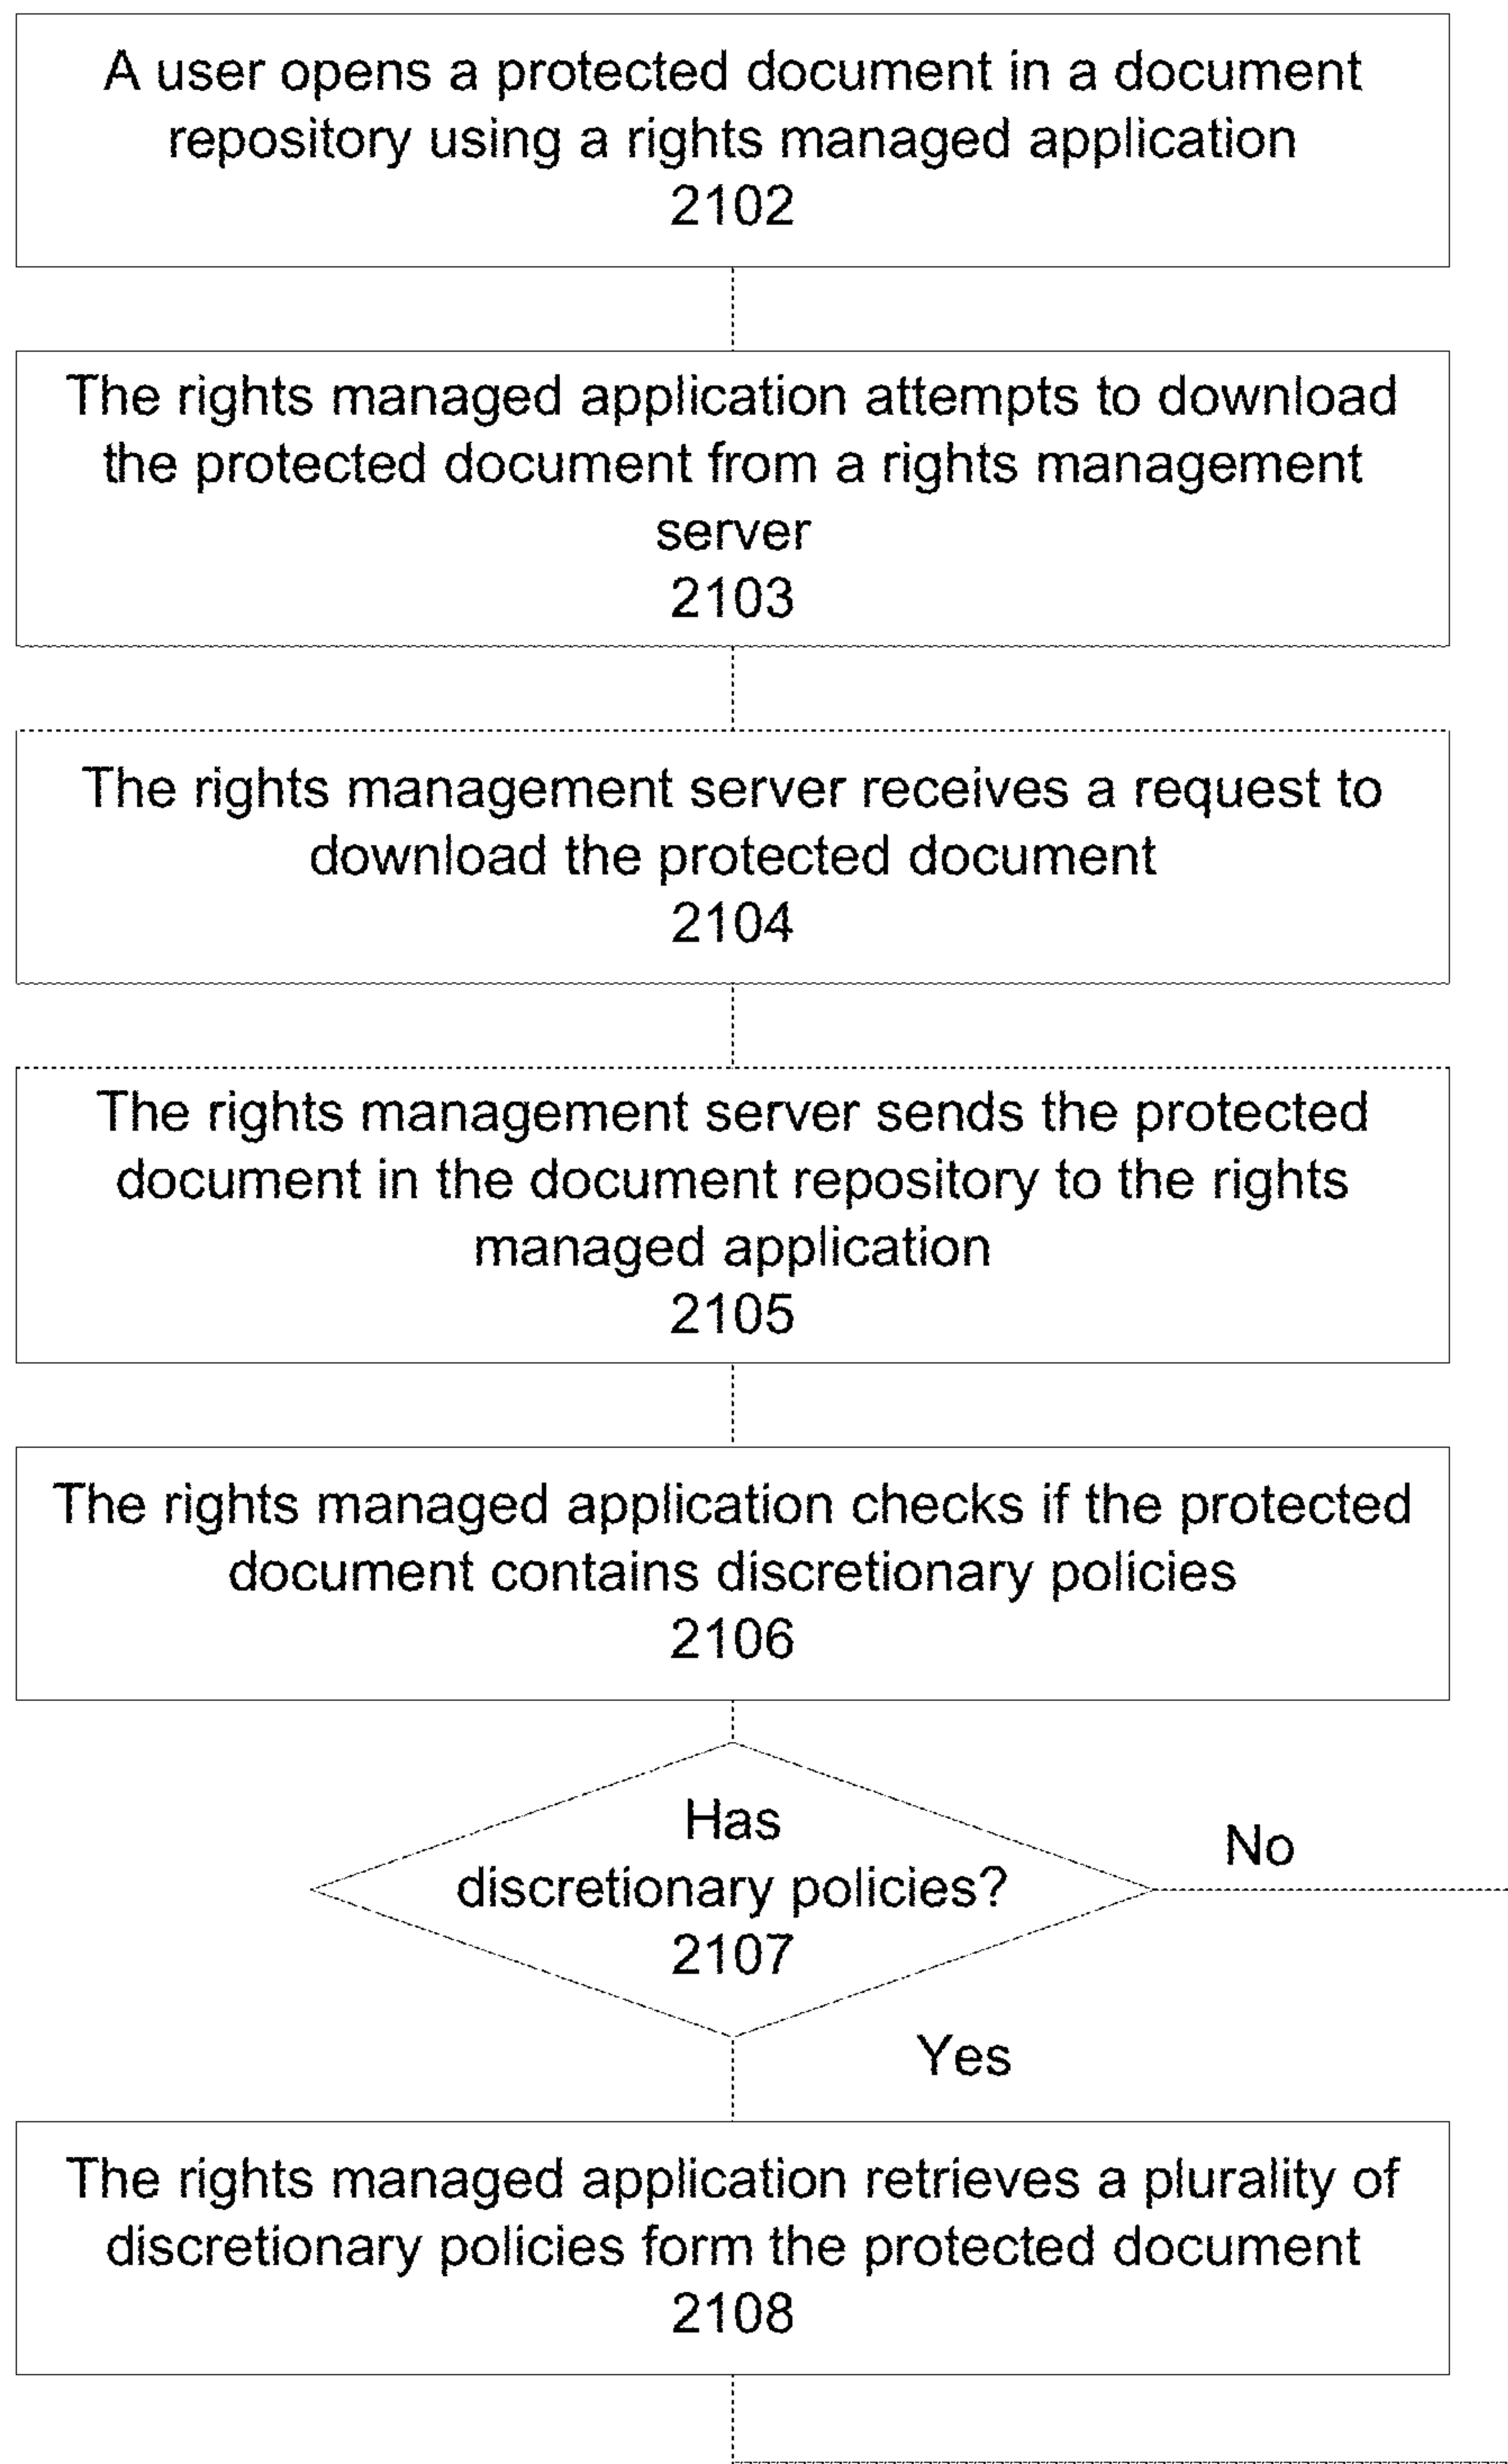 A user opens a protected document in a document
repository using a rights managed application
2102
The rights managed application attempts to download
the protected document from a rights management
server
2103
The rights management server receives a request to
download the protected document
2104
The rights management server sends the protected
document in the document repository to the rights
managed application
2105
The rights managed application checks if the protected
document contains discretionary policies
2106
Has
discretionary policies?
2107
No
Yes
The rights managed application retrieves a plurality of
discretionary policies form the protected document
2108